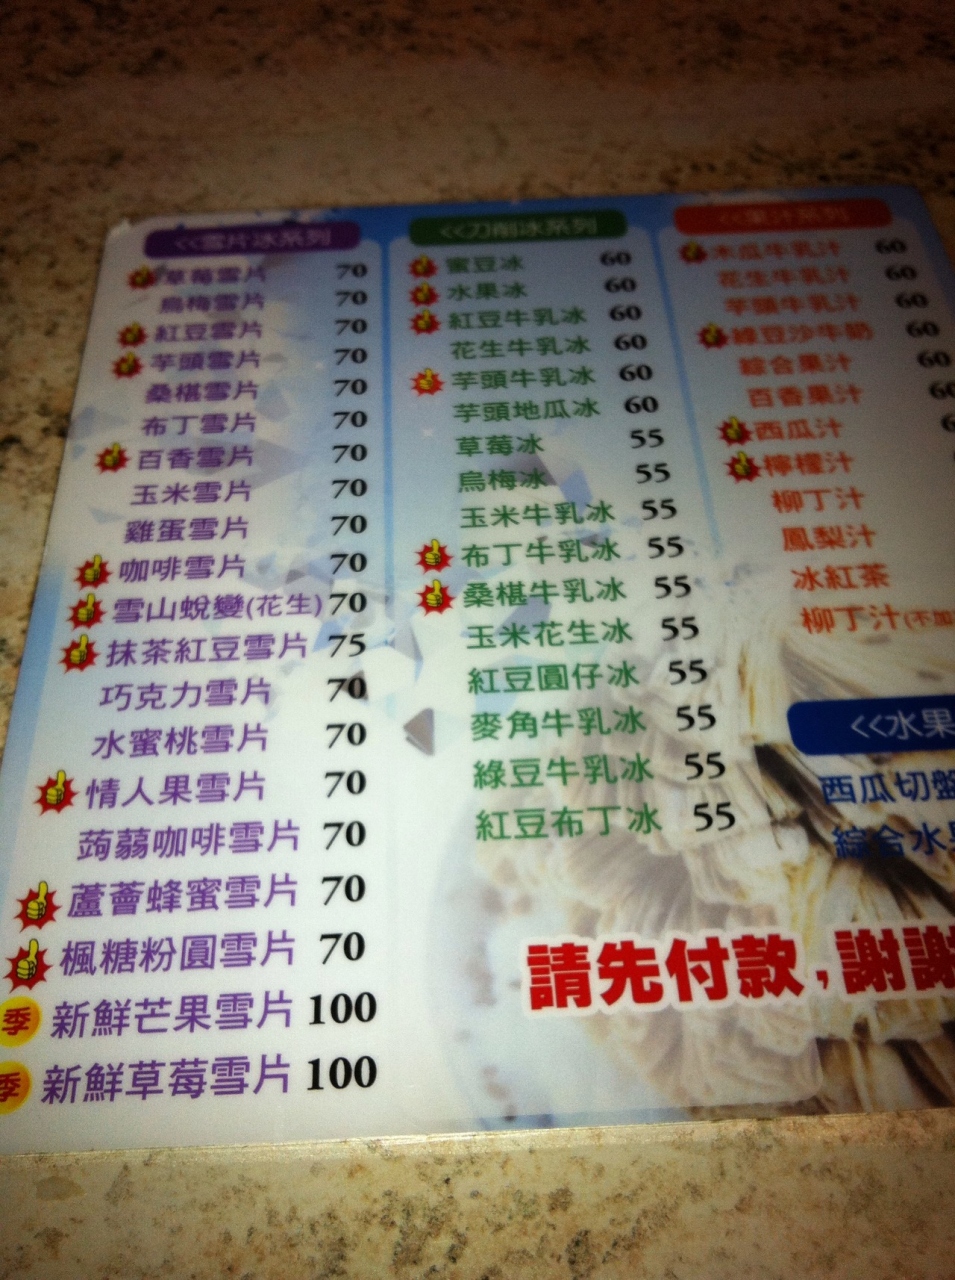 <<雪片冰系列
草莓雪片 70
烏梅雪片 70
紅豆雪片 70
芋頭雪片 70
桑椹雪片 70
布丁雪片 70
百香雪片 70
玉米雪片 70
雞蛋雪片 70
咖啡雪片 70
雪山蛻變(花生) 70
抹茶紅豆雪片 75
巧克力雪片 70
水蜜桃雪片 70
情人果雪片 70
蒟蒻咖啡雪片 70
蘆薈蜂蜜雪片 70
楓糖粉圓雪片 70
季 新鮮芒果雪片 100
季 新鮮草莓雪片 100
<<刀削冰系列
蜜豆冰 60
水果冰 60
紅豆牛乳冰 60
花生牛乳冰 60
芋頭牛乳冰 60
芋頭地瓜冰 60
草莓冰 55
烏梅冰 55
玉米牛乳冰 55
布丁牛乳冰 55
桑椹牛乳冰 55
玉米花生冰 55
紅豆圓仔冰 55
麥角牛乳冰 55
綠豆牛乳冰 55
紅豆布丁冰 55
<<果汁系列
木瓜牛乳汁 60
花生牛乳汁 60
芋頭牛乳汁 60
綠豆沙牛奶 60
綜合果汁 60
百香果汁
西瓜汁
檸檬汁
柳丁汁
鳳梨汁
冰紅茶
柳丁汁(不加
<<水果
西瓜切盤
綜合水果
請先付款，謝謝